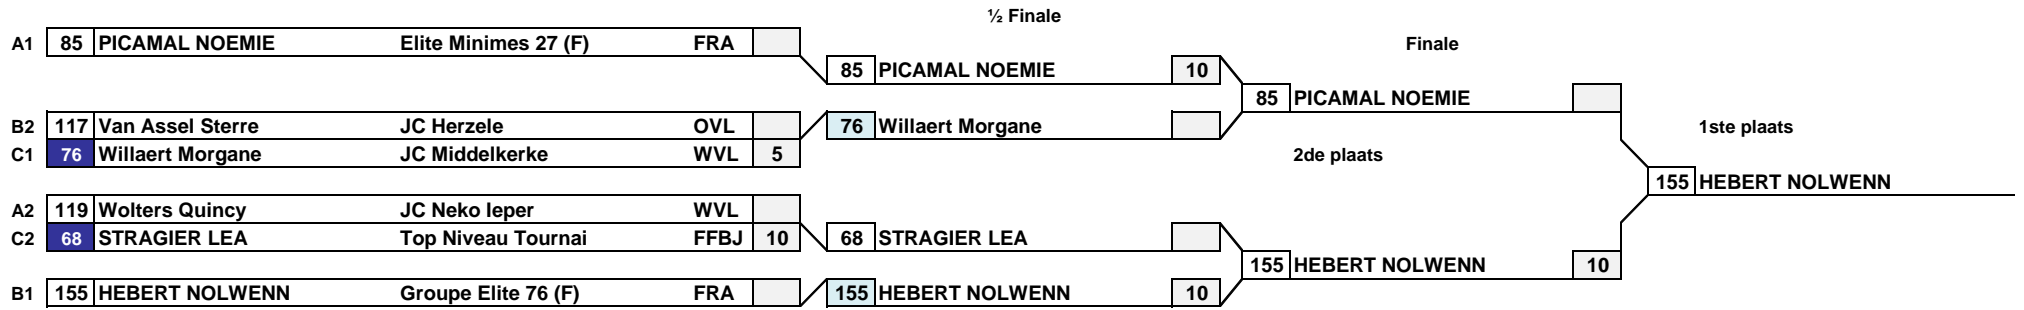 ½ Finale
A1 85 PICAMAL NOEMIE Elite Minimes 27 (F) FRA
Finale
85 PICAMAL NOEMIE 10
85 PICAMAL NOEMIE
B2 117 Van Assel Sterre JC Herzele OVL
76 Willaert Morgane
1ste plaats
C1 76 Willaert Morgane JC Middelkerke WVL 5
2de plaats
155 HEBERT NOLWENN
A2 119 Wolters Quincy JC Neko Ieper WVL
C2 68 STRAGIER LEA Top Niveau Tournai FFBJ 10
68 STRAGIER LEA
155 HEBERT NOLWENN 10
B1 155 HEBERT NOLWENN Groupe Elite 76 (F) FRA
155 HEBERT NOLWENN 10